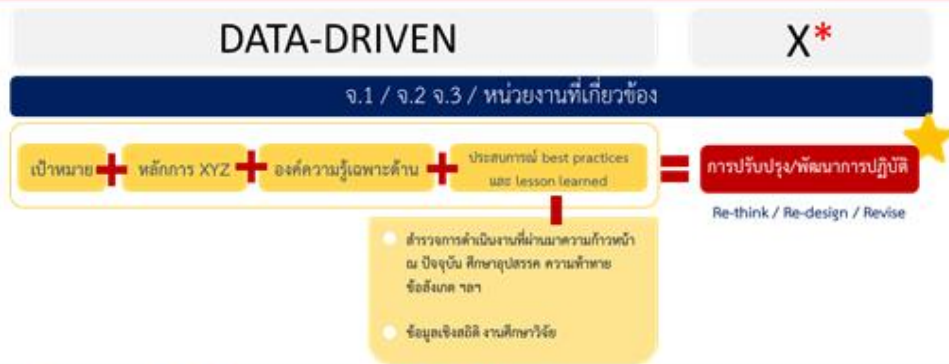 DATA-DRIVEN
X*
จ.1 / จ.2 จ.3 / หน่วยงานที่เกี่ยวข้อง
เป้าหมาย + หลักการ XYZ + องค์ความรู้เฉพาะด้าน + ประสบการณ์ best practices
และ lesson learned
= การปรับปรุง/พัฒนาการปฏิบัติ
Re-think / Re-design / Revise
สำรวจการดำเนินงานที่ผ่านมาความก้าวหน้า
ณ ปัจจุบัน ศึกษาอุปสรรค ความท้าทาย
ข้อสังเกต ฯลฯ
ข้อมูลเชิงสถิติ งานศึกษาวิจัย